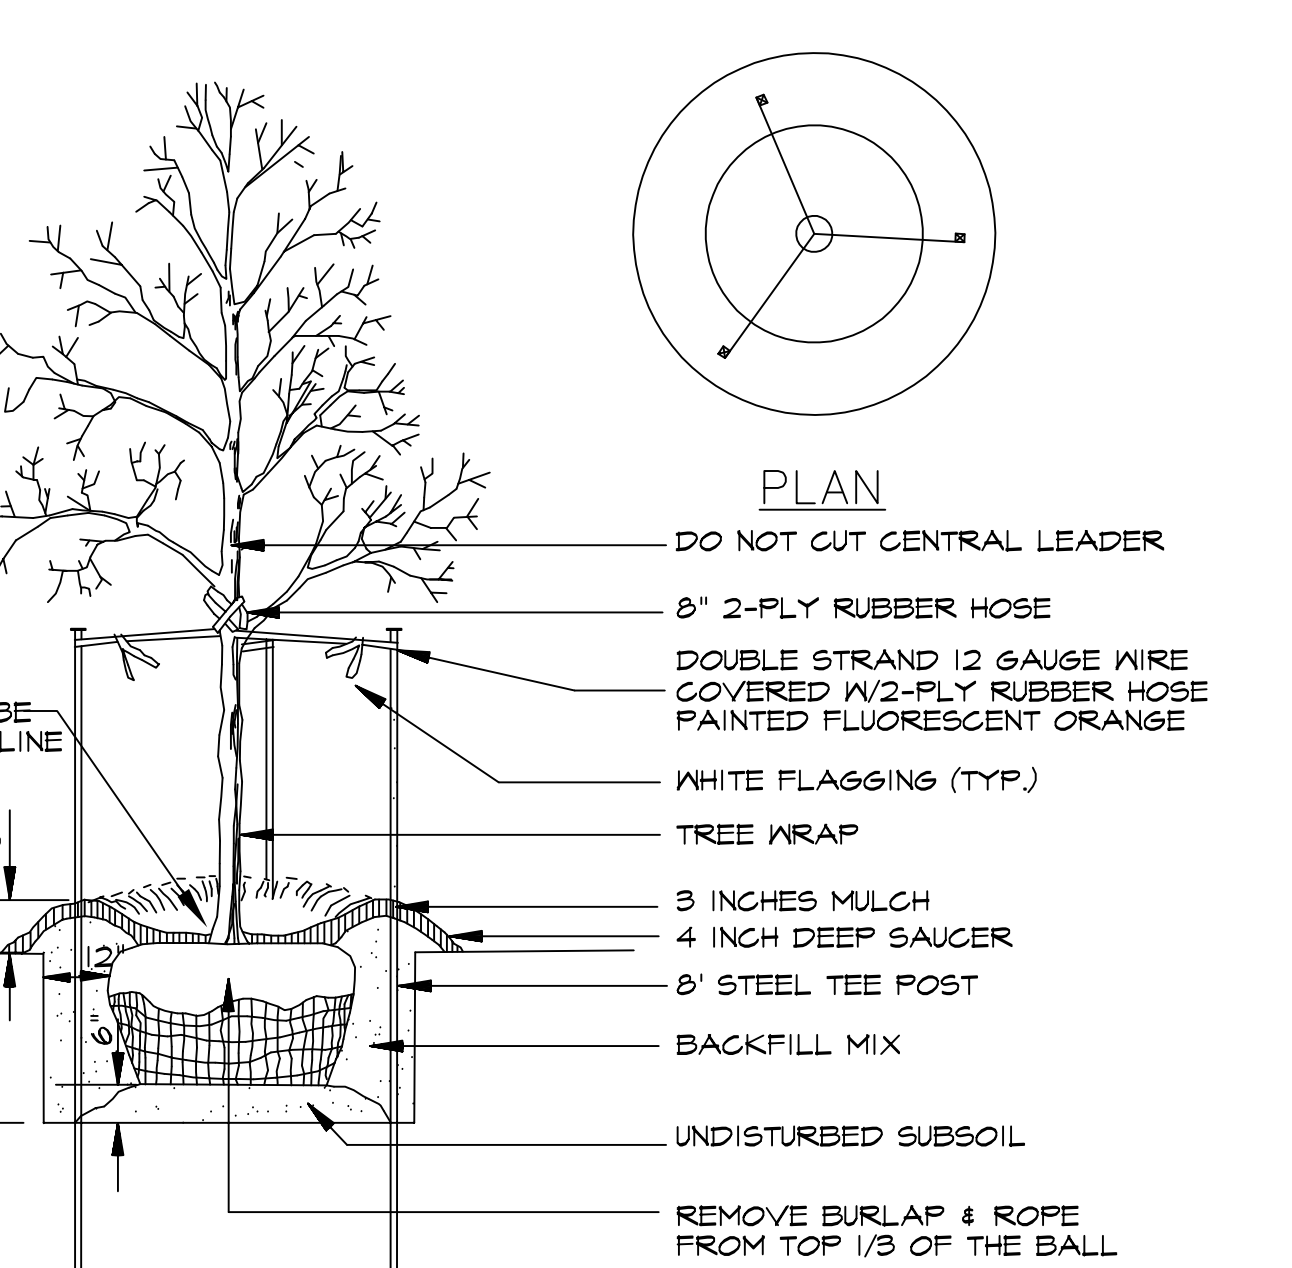 PLAN
DO NOT CUT CENTRAL LEADER
8" 2-PLY RUBBER HOSE
DOUBLE STRAND 12 GAUGE WIRE
COVERED W/2-PLY RUBBER HOSE
PAINTED FLUORESCENT ORANGE
BE
LINE
WHITE FLAGGING (TYP.)
TREE WRAP
3 INCHES MULCH
4 INCH DEEP SAUCER
12"
8' STEEL TEE POST
6"
BACKFILL MIX
UNDISTURBED SUBSOIL
REMOVE BURLAP & ROPE
FROM TOP 1/3 OF THE BALL